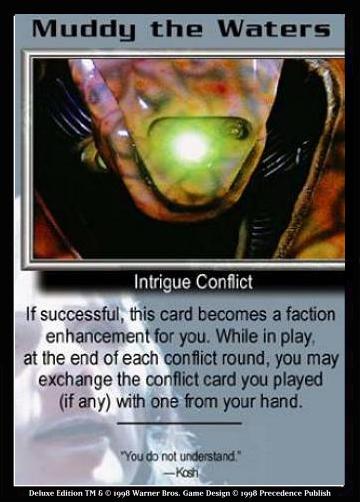 Muddy the Waters
Intrigue Conflict
If successful, this card becomes a faction
enhancement for you. While in play,
at the end of each conflict round, you may
exchange the conflict card you played
(if any) with one from your hand.
"You do not understand."
—Kosh
Deluxe Edition TM & © 1998 Warner Bros. Game Design © 1998 Precedence Publish